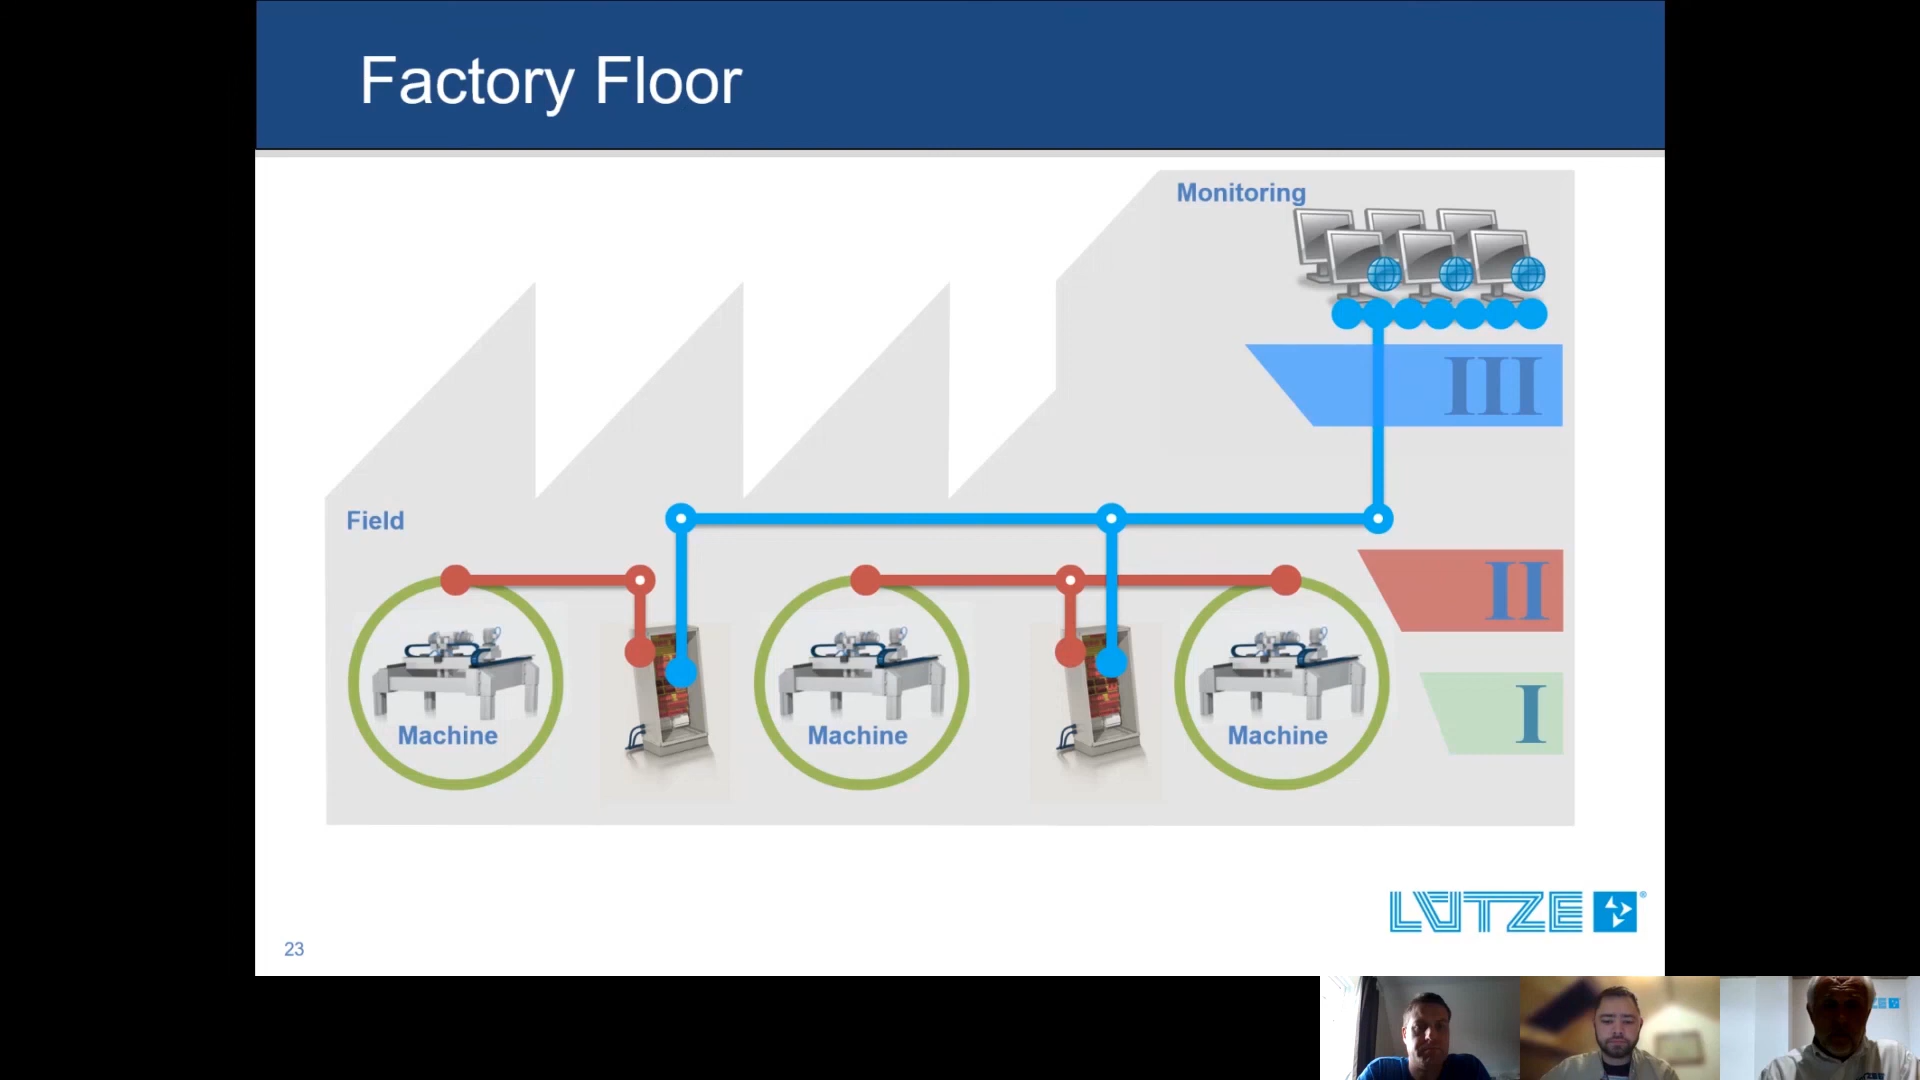 Factory Floor
Monitoring
III
Field
II
I
Machine
Machine
Machine
LÜTZE
23